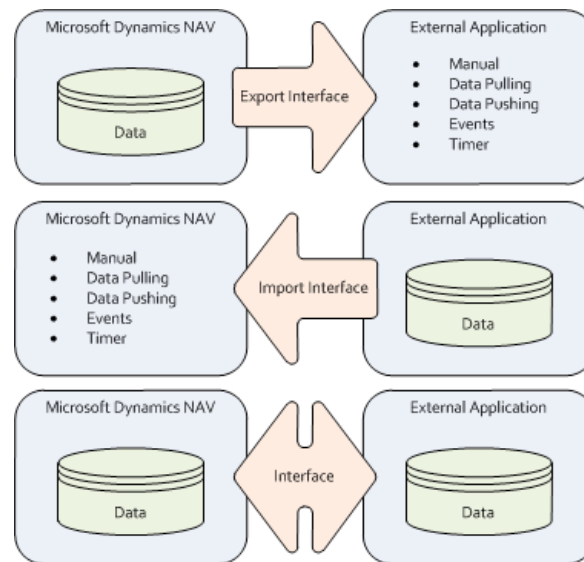 Microsoft Dynamics NAV
External Application
Data
Export Interface
• Manual
• Data Pulling
• Data Pushing
• Events
• Timer
Microsoft Dynamics NAV
External Application
• Manual
• Data Pulling
• Data Pushing
• Events
• Timer
Import Interface
Data
Microsoft Dynamics NAV
External Application
Data
Interface
Data